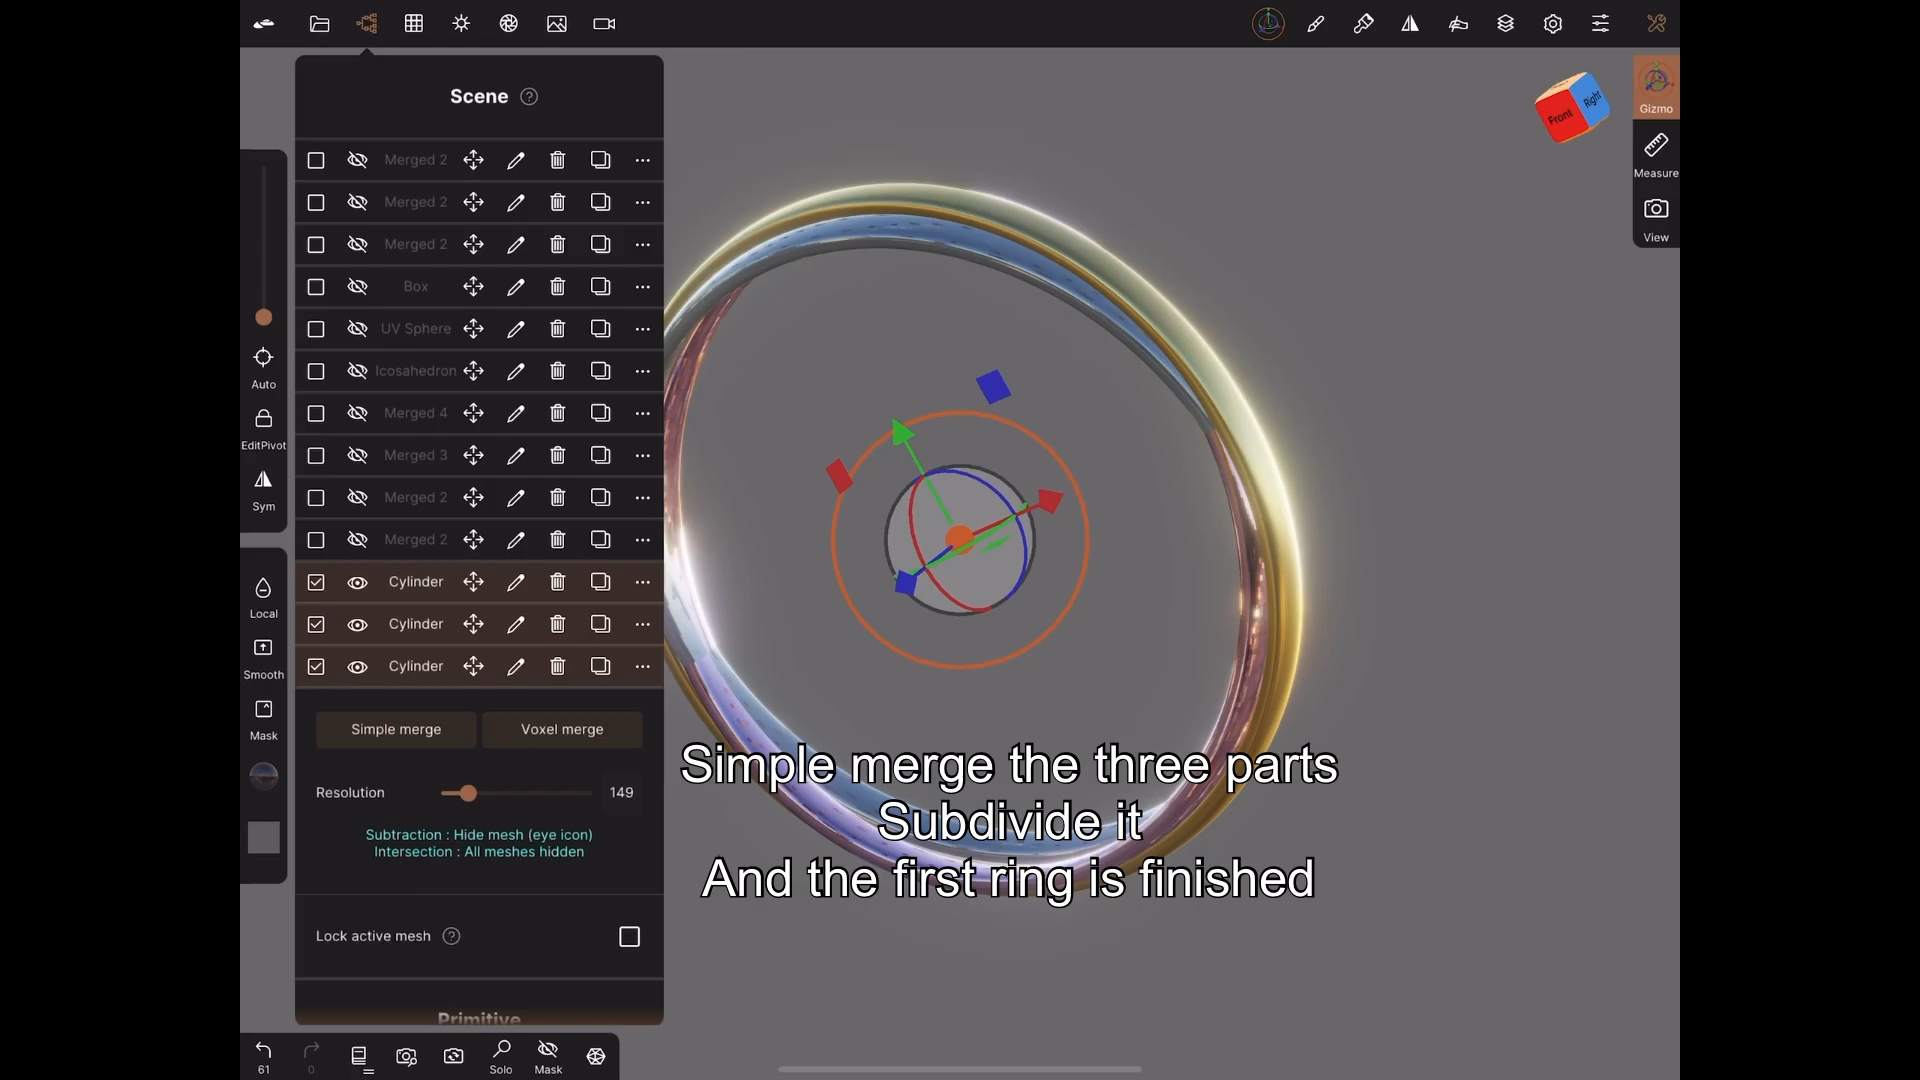 Scene ?
Merged 2
Merged 2
Merged 2
Box
UV Sphere
Icosahedron
Merged 4
Merged 3
Merged 2
Merged 2
Cylinder
Cylinder
Cylinder
Simple merge
Voxel merge
Resolution 149
Subtraction : Hide mesh (eye icon)
Intersection : All meshes hidden
Lock active mesh ?
Primitive
Auto
EditPivot
Sym
Local
Smooth
Mask
61
0
Solo
Mask
Front
Right
Gizmo
Measure
View
Simple merge the three parts
Subdivide it
And the first ring is finished